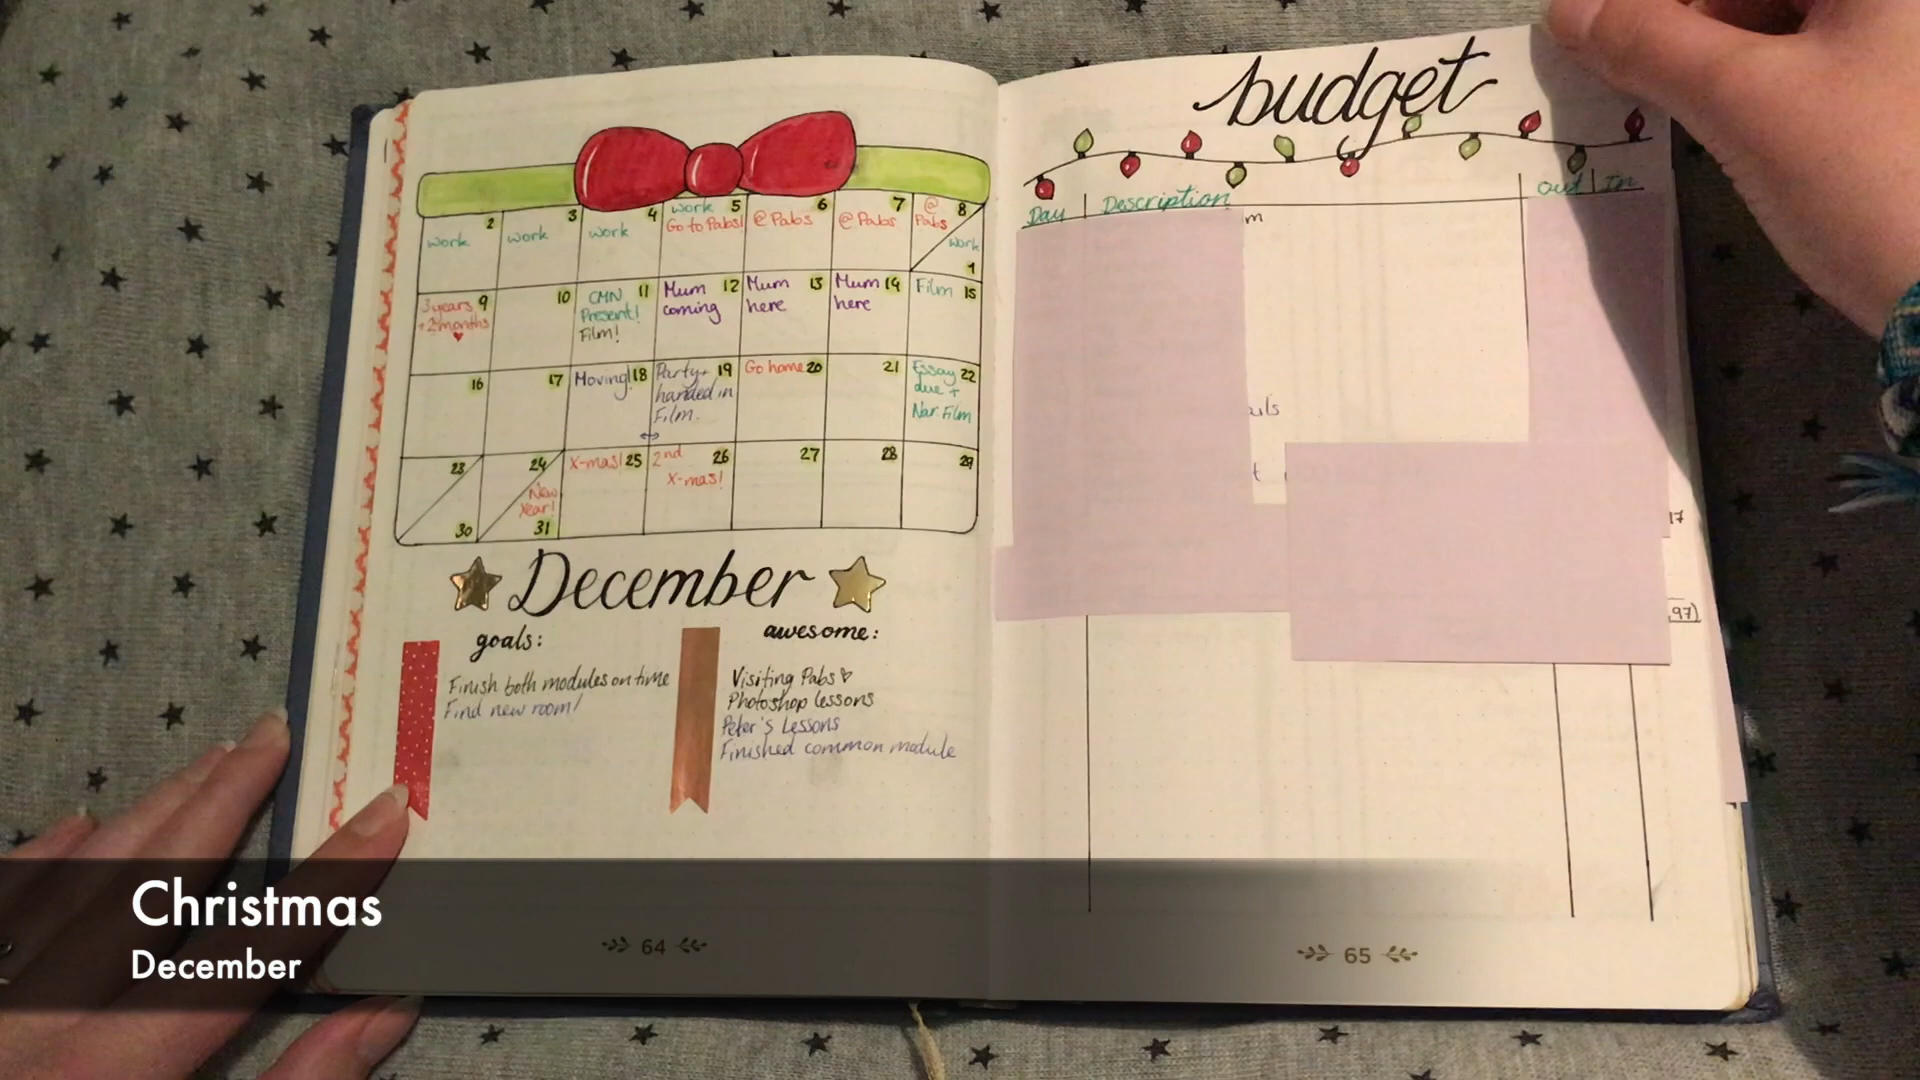 budget
2
work
3
work
4
work
work 5
Go to Pabs!
6
@ Pabs
7
@ Pabs
@ 8
Pabs
work
1
3 years 9
+ 2 months
10
CMN 11
Present!
Film!
Mum 12
coming
Mum 13
here
Mum 14
here
Film 15
16
17
Moving! 18
Party + 19
handed in
Film.
Go home 20
21
Essay 22
due +
Nar. Film
23
30
24
New
Year!
31
X-mas! 25
2nd 26
X-mas!
27
28
29
December
goals:
Finish both modules on time
Find new room!
awesome:
Visiting Pabs
Photoshop lessons
Peter's Lessons
Finished common module
64
Day Description Out In
m
t
17
97)
65
Christmas
December